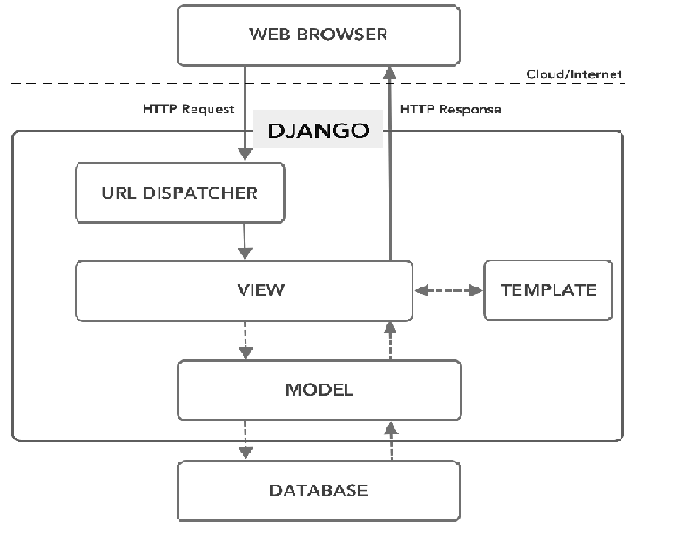 WEB BROWSER
Cloud/Internet
HTTP Request
HTTP Response
DJANGO
URL DISPATCHER
VIEW
TEMPLATE
MODEL
DATABASE